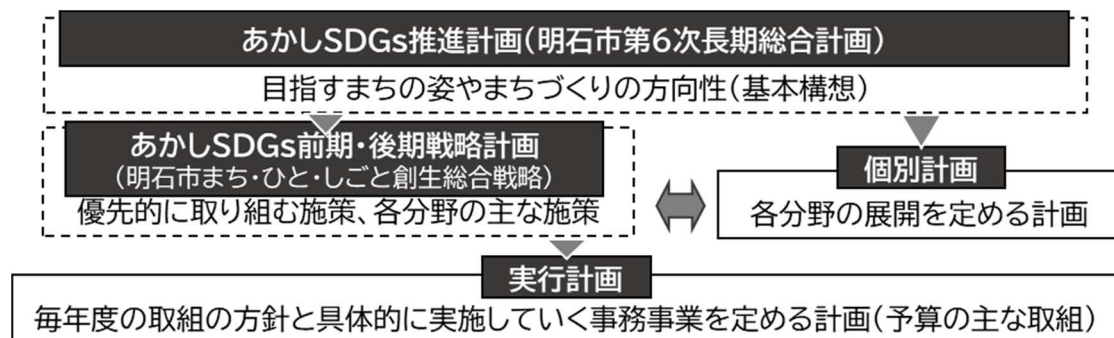 あかしSDGs推進計画(明石市第6次長期総合計画)
目指すまちの姿やまちづくりの方向性(基本構想)
あかしSDGs前期・後期戦略計画
(明石市まち・ひと・しごと創生総合戦略)
優先的に取り組む施策、各分野の主な施策
個別計画
各分野の展開を定める計画
実行計画
毎年度の取組の方針と具体的に実施していく事務事業を定める計画(予算の主な取組)